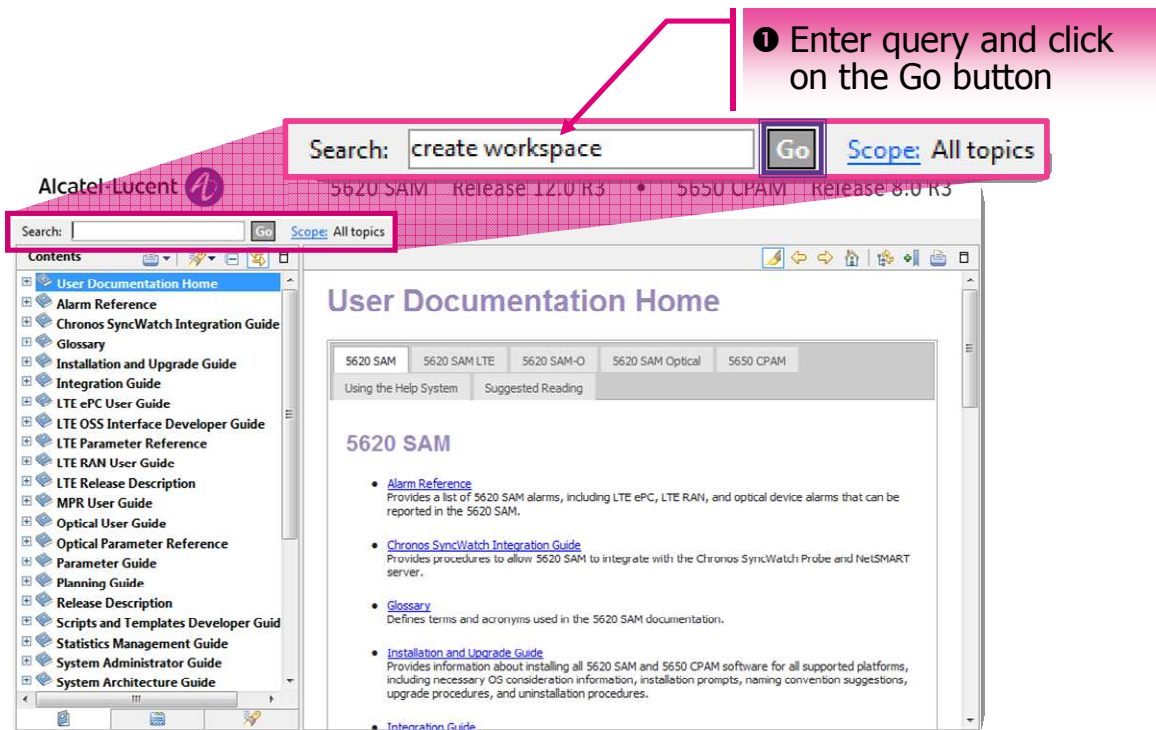 ❶ Enter query and click
on the Go button
Search: create workspace Go Scope: All topics
Alcatel-Lucent
5620 SAM Release 12.0 R3 • 5650 CPAM Release 8.0 R3
Search: Go Scope: All topics
Contents
User Documentation Home
Alarm Reference
Chronos SyncWatch Integration Guide
Glossary
Installation and Upgrade Guide
Integration Guide
LTE ePC User Guide
LTE OSS Interface Developer Guide
LTE Parameter Reference
LTE RAN User Guide
LTE Release Description
MPR User Guide
Optical User Guide
Optical Parameter Reference
Parameter Guide
Planning Guide
Release Description
Scripts and Templates Developer Guid
Statistics Management Guide
System Administrator Guide
System Architecture Guide
User Documentation Home
5620 SAM 5620 SAM LTE 5620 SAM-O 5620 SAM Optical 5650 CPAM
Using the Help System Suggested Reading
5620 SAM
• Alarm Reference
Provides a list of 5620 SAM alarms, including LTE ePC, LTE RAN, and optical device alarms that can be
reported in the 5620 SAM.
• Chronos SyncWatch Integration Guide
Provides procedures to allow 5620 SAM to integrate with the Chronos SyncWatch Probe and NetSMART
server.
• Glossary
Defines terms and acronyms used in the 5620 SAM documentation.
• Installation and Upgrade Guide
Provides information about installing all 5620 SAM and 5650 CPAM software for all supported platforms,
including necessary OS consideration information, installation prompts, naming convention suggestions,
upgrade procedures, and uninstallation procedures.
• Integration Guide